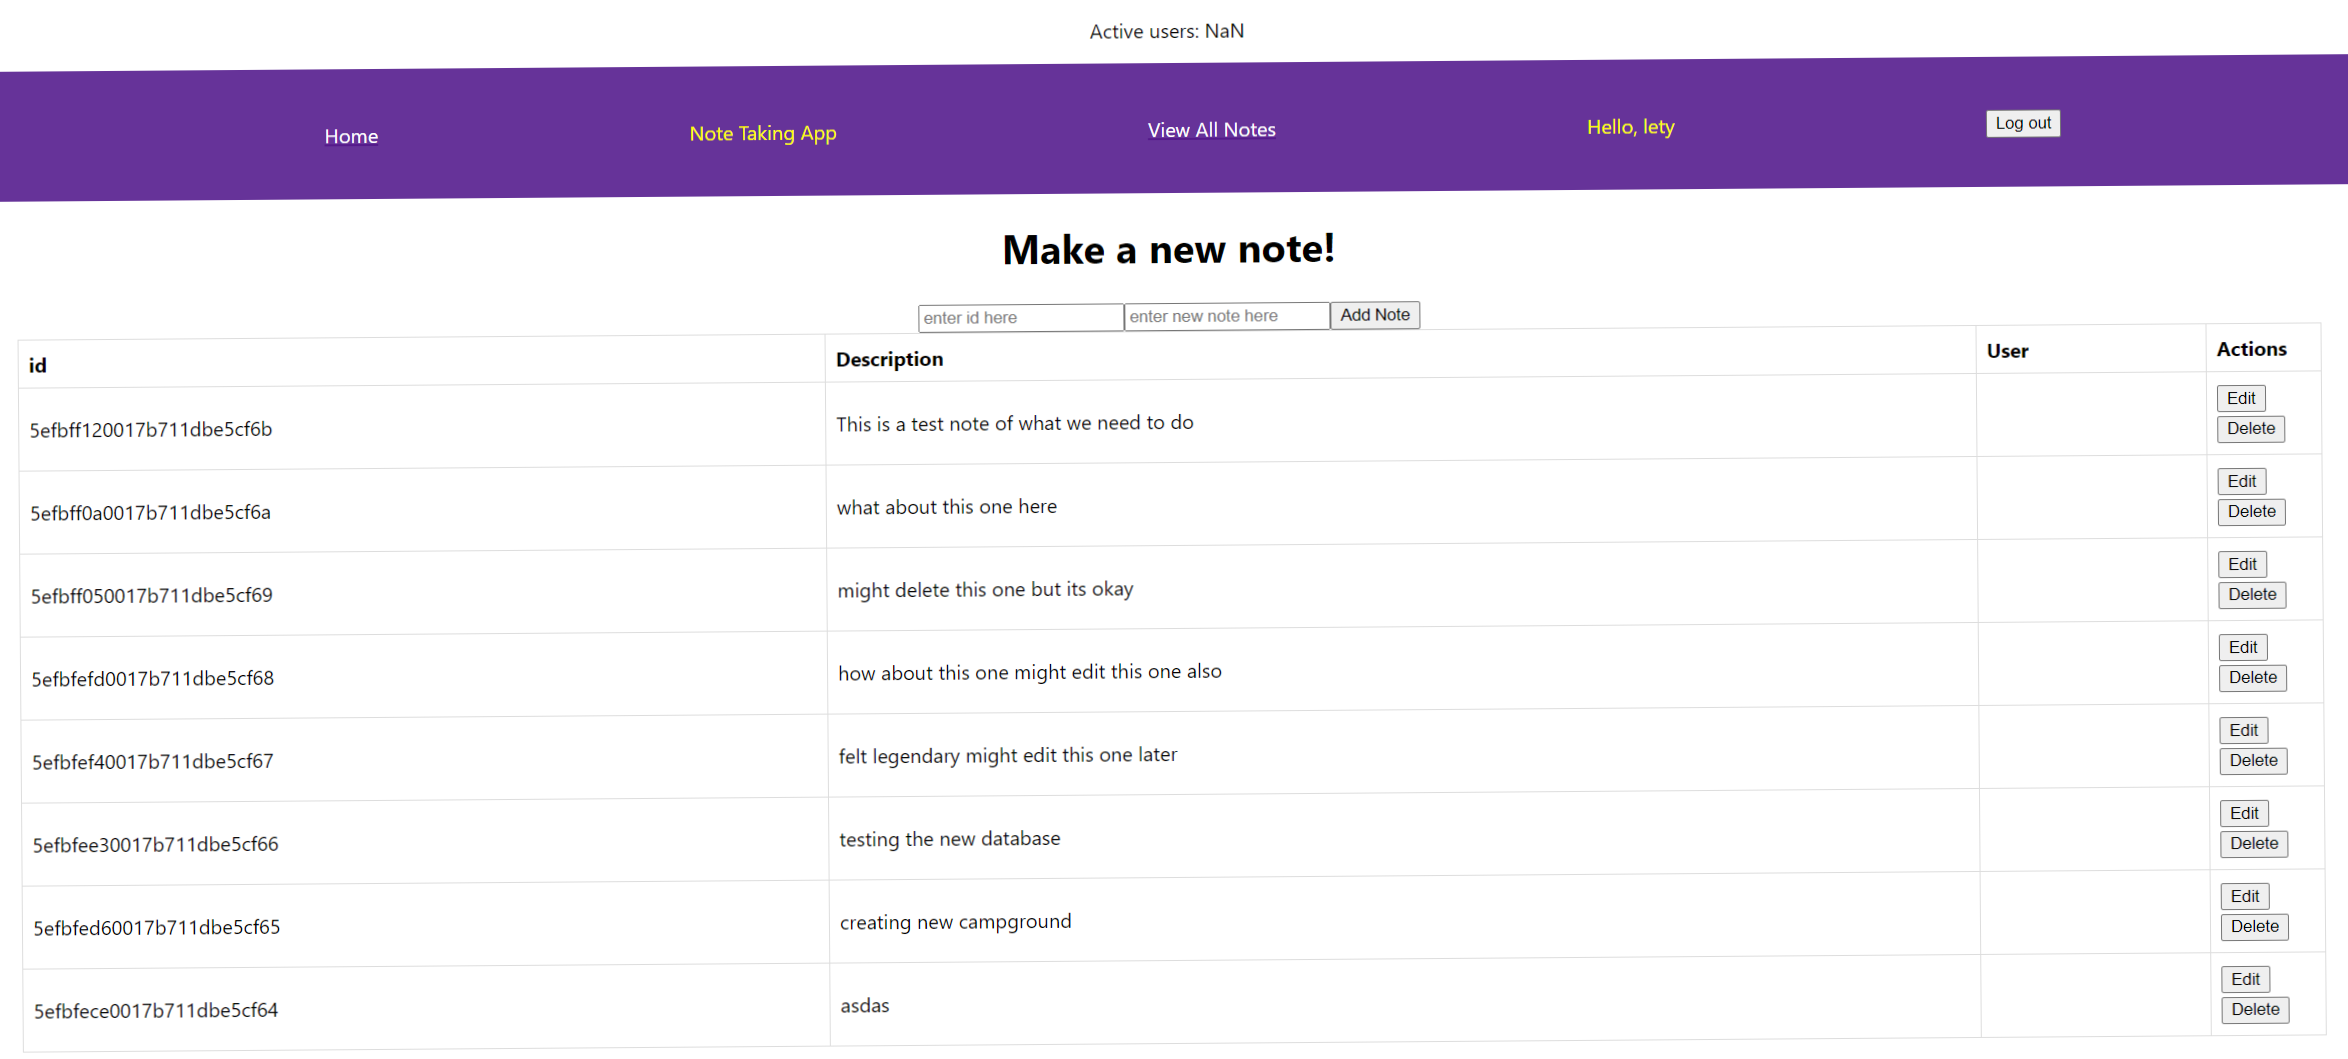 Active users: NaN
Home Note Taking App View All Notes Hello, lety Log out
Make a new note!
enter id here enter new note here Add Note
id Description User Actions
5efbff120017b711dbe5cf6b This is a test note of what we need to do Edit
Delete
5efbff0a0017b711dbe5cf6a what about this one here Edit
Delete
5efbff050017b711dbe5cf69 might delete this one but its okay Edit
Delete
5efbfefd0017b711dbe5cf68 how about this one might edit this one also Edit
Delete
5efbfef40017b711dbe5cf67 felt legendary might edit this one later Edit
Delete
5efbfee30017b711dbe5cf66 testing the new database Edit
Delete
5efbfed60017b711dbe5cf65 creating new campground Edit
Delete
5efbfece0017b711dbe5cf64 asdas Edit
Delete